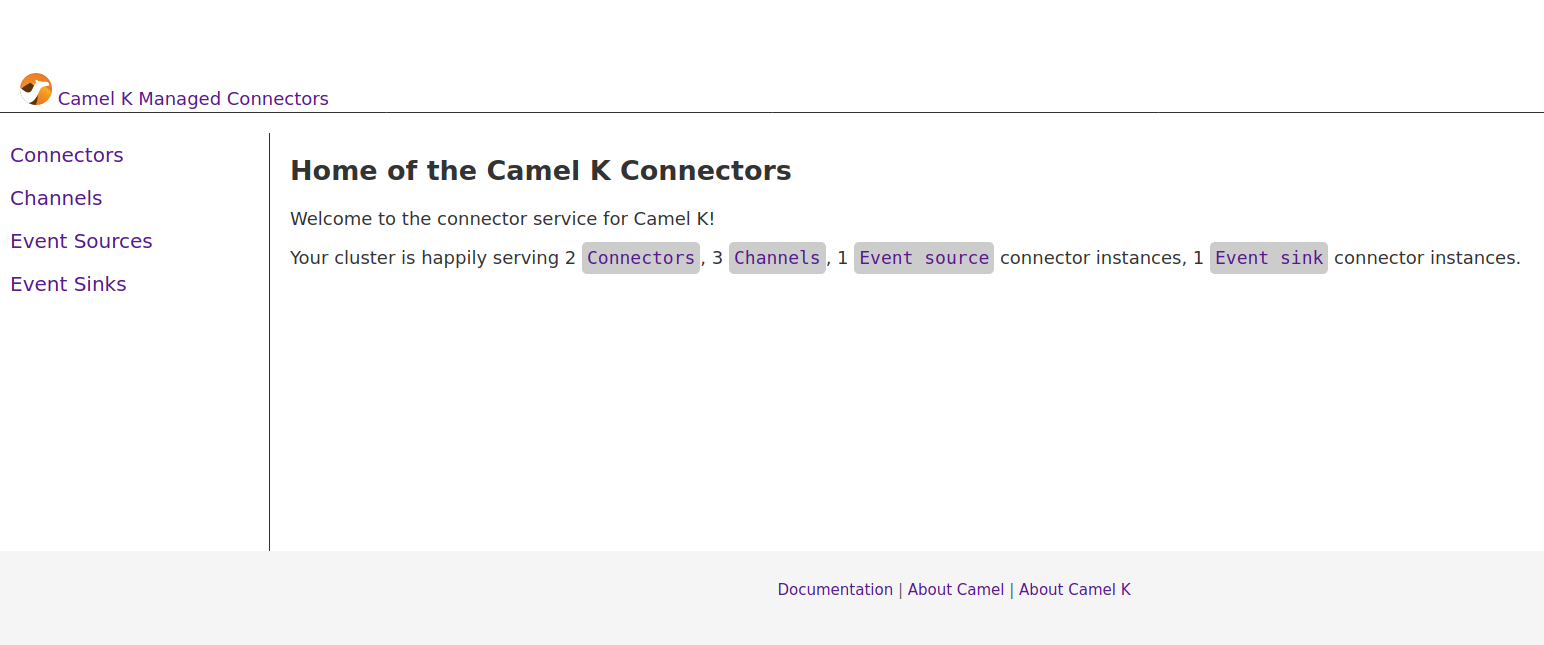 Camel K Managed Connectors
Connectors
Channels
Event Sources
Event Sinks
Home of the Camel K Connectors
Welcome to the connector service for Camel K!
Your cluster is happily serving 2 Connectors, 3 Channels, 1 Event source connector instances, 1 Event sink connector instances.
Documentation | About Camel | About Camel K